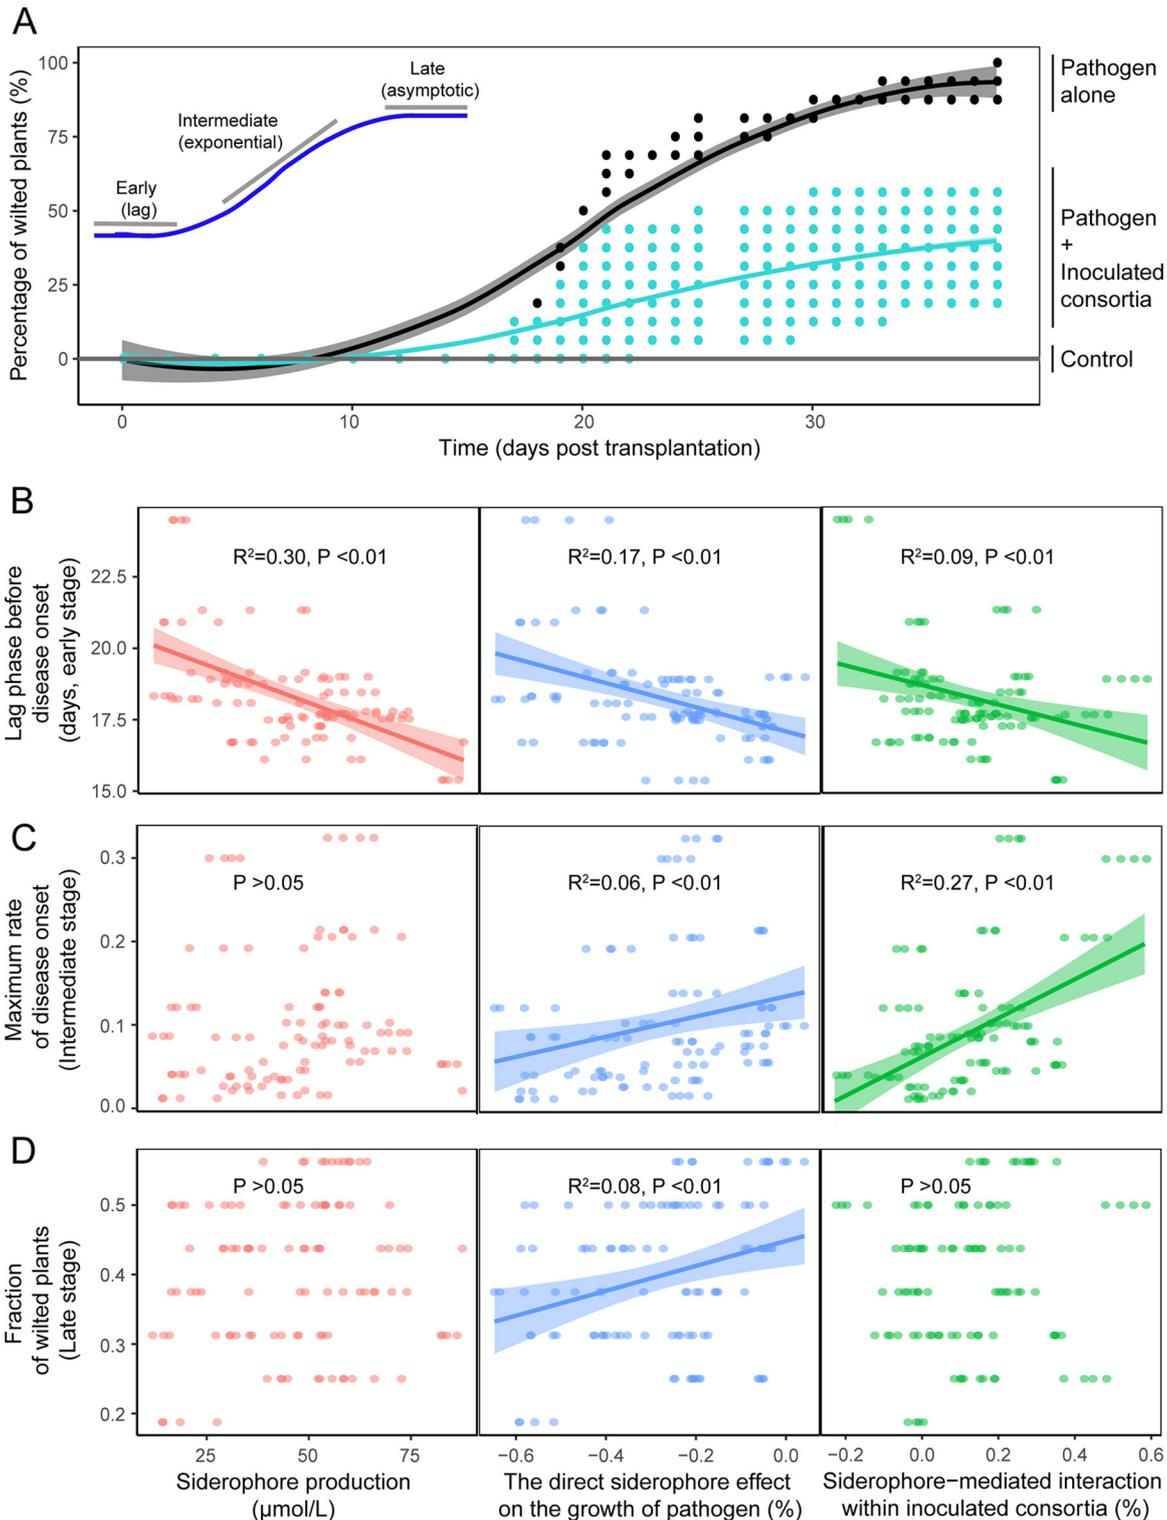 A
Percentage of wilted plants (%)
100
75
50
25
0
Early
(lag)
Intermediate
(exponential)
Late
(asymptotic)
Pathogen
alone
Pathogen
+
Inoculated
consortia
Control
0
10
20
30
Time (days post transplantation)
B
Lag phase before
disease onset
(days, early stage)
22.5
20.0
17.5
15.0
R²=0.30, P <0.01
R²=0.17, P <0.01
R²=0.09, P <0.01
C
Maximum rate
of disease onset
(Intermediate stage)
0.3
0.2
0.1
0.0
P >0.05
R²=0.06, P <0.01
R²=0.27, P <0.01
D
Fraction
of wilted plants
(Late stage)
0.5
0.4
0.3
0.2
P >0.05
R²=0.08, P <0.01
P >0.05
25
50
75
−0.6
−0.4
−0.2
0.0
−0.2
0.0
0.2
0.4
0.6
Siderophore production
(μmol/L)
The direct siderophore effect
on the growth of pathogen (%)
Siderophore−mediated interaction
within inoculated consortia (%)